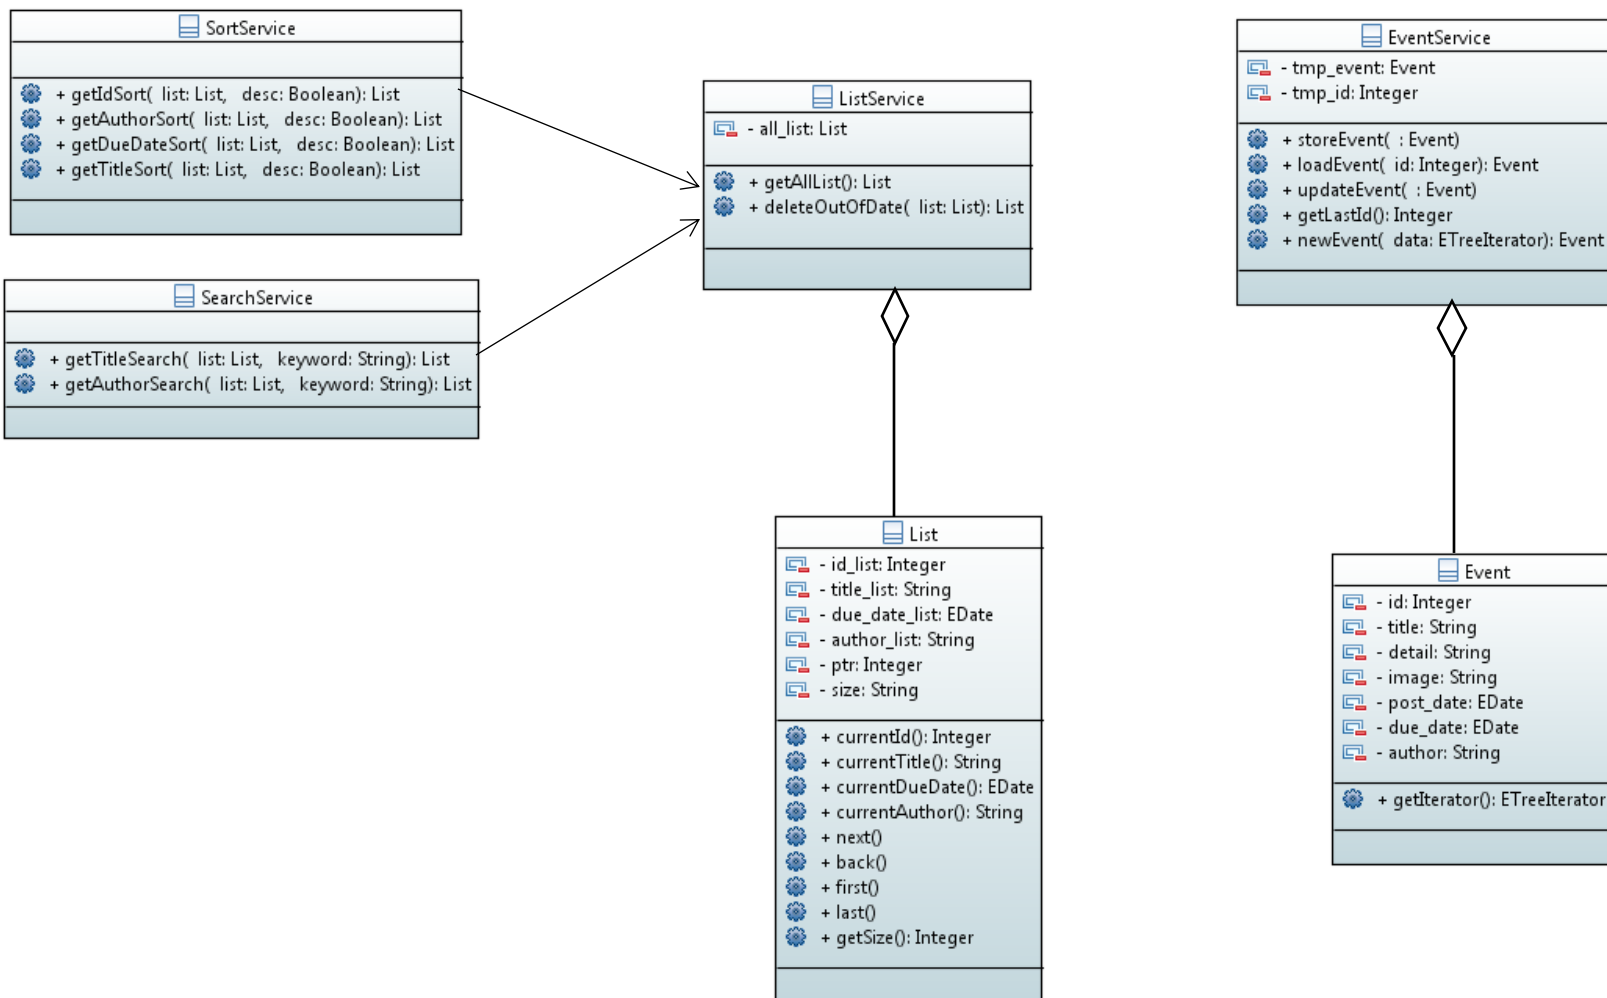 SortService
+ getIdSort( list: List, desc: Boolean): List
+ getAuthorSort( list: List, desc: Boolean): List
+ getDueDateSort( list: List, desc: Boolean): List
+ getTitleSort( list: List, desc: Boolean): List
SearchService
+ getTitleSearch( list: List, keyword: String): List
+ getAuthorSearch( list: List, keyword: String): List
ListService
- all_list: List
+ getAllList(): List
+ deleteOutOfDate( list: List): List
List
- id_list: Integer
- title_list: String
- due_date_list: EDate
- author_list: String
- ptr: Integer
- size: String
+ currentId(): Integer
+ currentTitle(): String
+ currentDueDate(): EDate
+ currentAuthor(): String
+ next()
+ back()
+ first()
+ last()
+ getSize(): Integer
EventService
- tmp_event: Event
- tmp_id: Integer
+ storeEvent( : Event)
+ loadEvent( id: Integer): Event
+ updateEvent( : Event)
+ getLastId(): Integer
+ newEvent( data: ETreeIterator): Event
Event
- id: Integer
- title: String
- detail: String
- image: String
- post_date: EDate
- due_date: EDate
- author: String
+ getIterator(): ETreeIterator